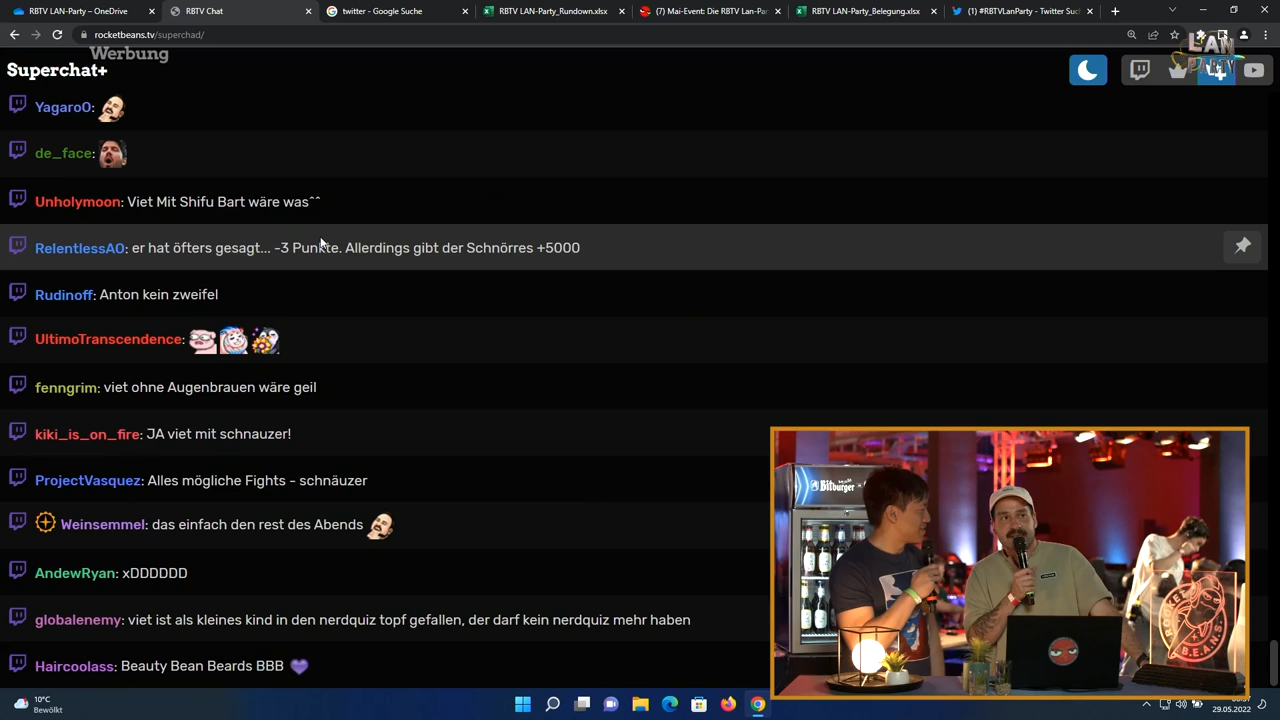 RBTV LAN-Party - OneDrive
RBTV Chat
twitter - Google Suche
RBTV LAN-Party_Rundown.xlsx
(7) Mai-Event: Die RBTV Lan-Par
RBTV LAN-Party_Belegung.xlsx
(1) #RBTVLanParty - Twitter Suc
rocketbeans.tv/superchad/
Werbung
LAN
PARTY
Superchat+
YagaroO:
de_face:
Unholymoon: Viet Mit Shifu Bart wäre was^^
RelentlessAO: er hat öfters gesagt... -3 Punkte. Allerdings gibt der Schnörres +5000
Rudinoff: Anton kein zweifel
UltimoTranscendence:
fenngrim: viet ohne Augenbrauen wäre geil
kiki_is_on_fire: JA viet mit schnauzer!
ProjectVasquez: Alles mögliche Fights - schnäuzer
Weinsemmel: das einfach den rest des Abends
AndewRyan: xDDDDDD
globalenemy: viet ist als kleines kind in den nerdquiz topf gefallen, der darf kein nerdquiz mehr haben
Haircoolass: Beauty Bean Beards BBB
Bitburger
ROCKET
BEANS
10°C
Bewölkt
29.05.2022